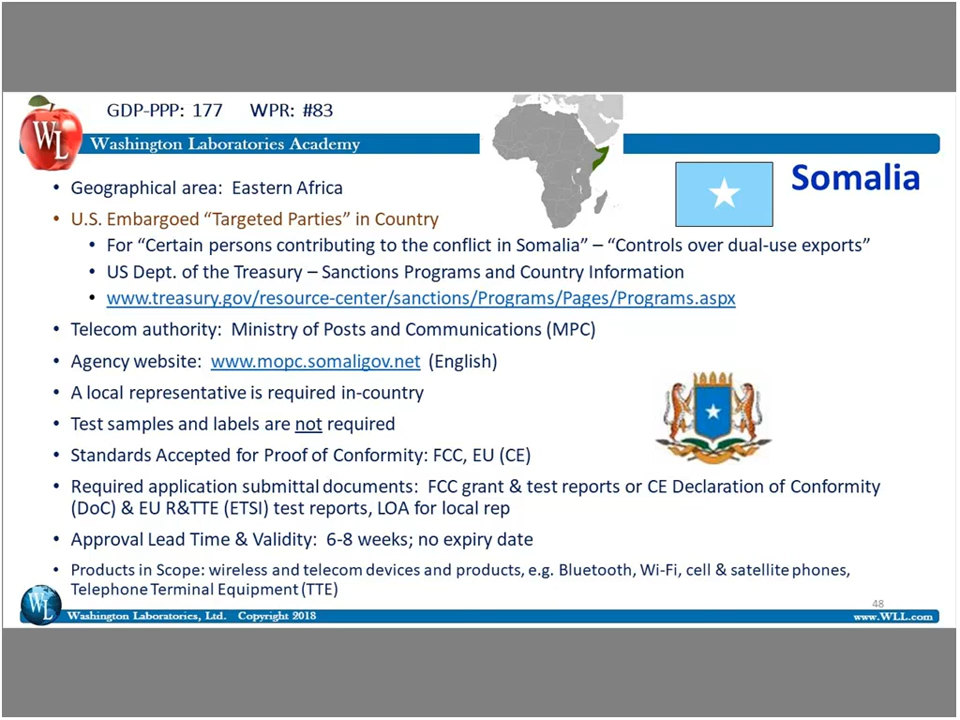 GDP-PPP: 177 WPR: #83
WL
Washington Laboratories Academy
Somalia
• Geographical area: Eastern Africa
• U.S. Embargoed “Targeted Parties” in Country
• For “Certain persons contributing to the conflict in Somalia” – “Controls over dual-use exports”
• US Dept. of the Treasury – Sanctions Programs and Country Information
• www.treasury.gov/resource-center/sanctions/Programs/Pages/Programs.aspx
• Telecom authority: Ministry of Posts and Communications (MPC)
• Agency website: www.mopc.somaligov.net (English)
• A local representative is required in-country
• Test samples and labels are not required
• Standards Accepted for Proof of Conformity: FCC, EU (CE)
• Required application submittal documents: FCC grant & test reports or CE Declaration of Conformity
(DoC) & EU R&TTE (ETSI) test reports, LOA for local rep
• Approval Lead Time & Validity: 6-8 weeks; no expiry date
• Products in Scope: wireless and telecom devices and products, e.g. Bluetooth, Wi-Fi, cell & satellite phones,
Telephone Terminal Equipment (TTE)
48
WL
Washington Laboratories, Ltd. Copyright 2018
www.WLL.com